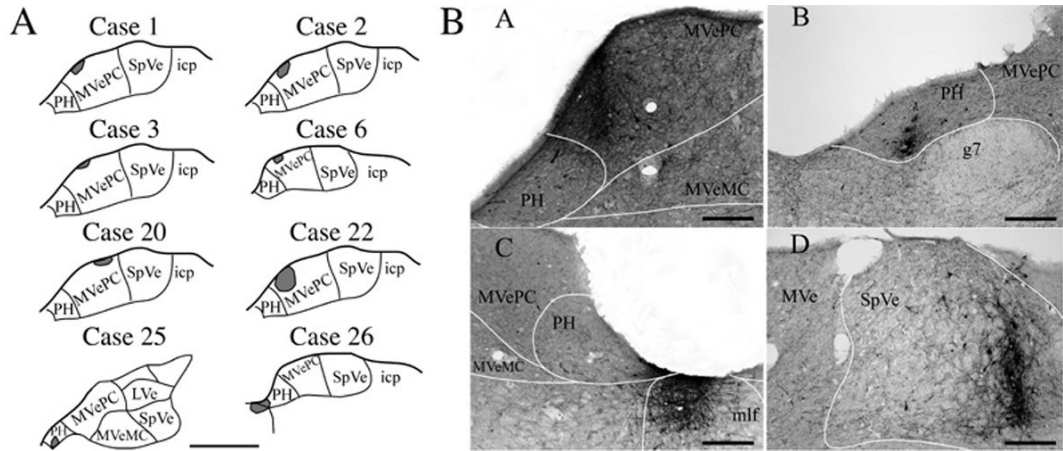 A
Case 1
PH MVePC SpVe icp
Case 2
PH MVePC SpVe icp
Case 3
PH MVePC SpVe icp
Case 6
PH MVePC SpVe icp
Case 20
PH MVePC SpVe icp
Case 22
PH MVePC SpVe icp
Case 25
PH MVePC LVe SpVe MVeMC
Case 26
PH MVePC SpVe icp
B
A
MVePC
PH
MVeMC
B
MVePC
PH
g7
C
MVePC
PH
MVeMC
mlf
D
MVe
SpVe